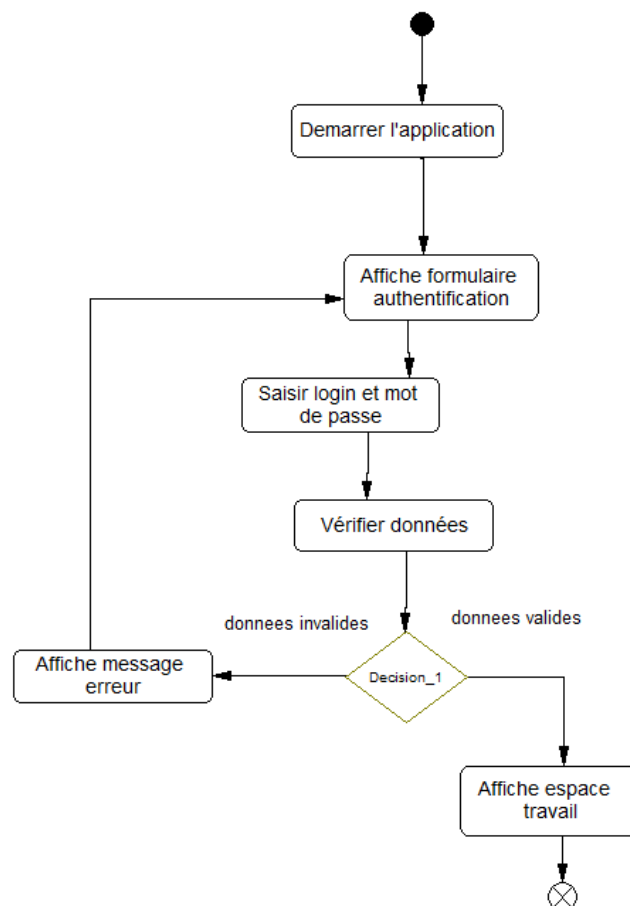 Demarrer l'application
Affiche formulaire
authentification
Saisir login et mot
de passe
Vérifier données
donnees invalides
donnees valides
Affiche message
erreur
Decision_1
Affiche espace
travail